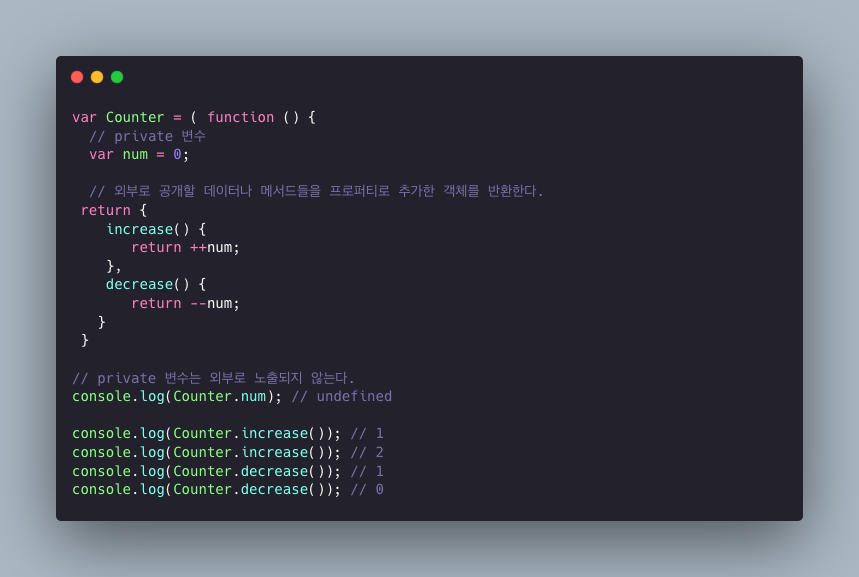 var Counter = ( function () {
  // private 변수
  var num = 0;

  // 외부로 공개할 데이터나 메서드들을 프로퍼티로 추가한 객체를 반환한다.
 return {
    increase() {
       return ++num;
    },
    decrease() {
       return --num;
   }
 }

// private 변수는 외부로 노출되지 않는다.
console.log(Counter.num); // undefined

console.log(Counter.increase()); // 1
console.log(Counter.increase()); // 2
console.log(Counter.decrease()); // 1
console.log(Counter.decrease()); // 0